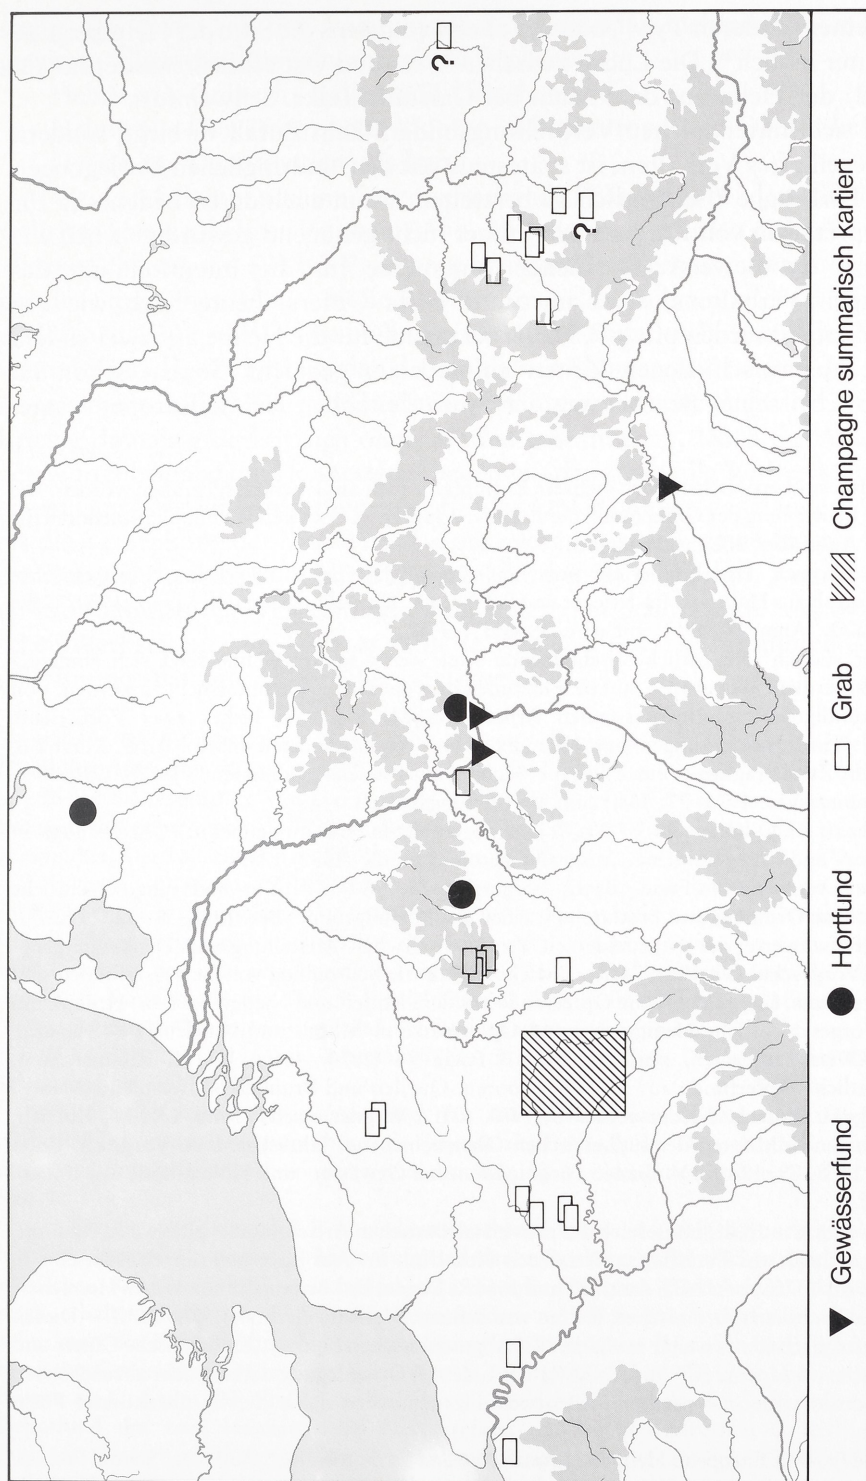 ?
?
▼ Gewässerfund ● Hortfund ▭ Grab ▨ Champagne summarisch kartiert